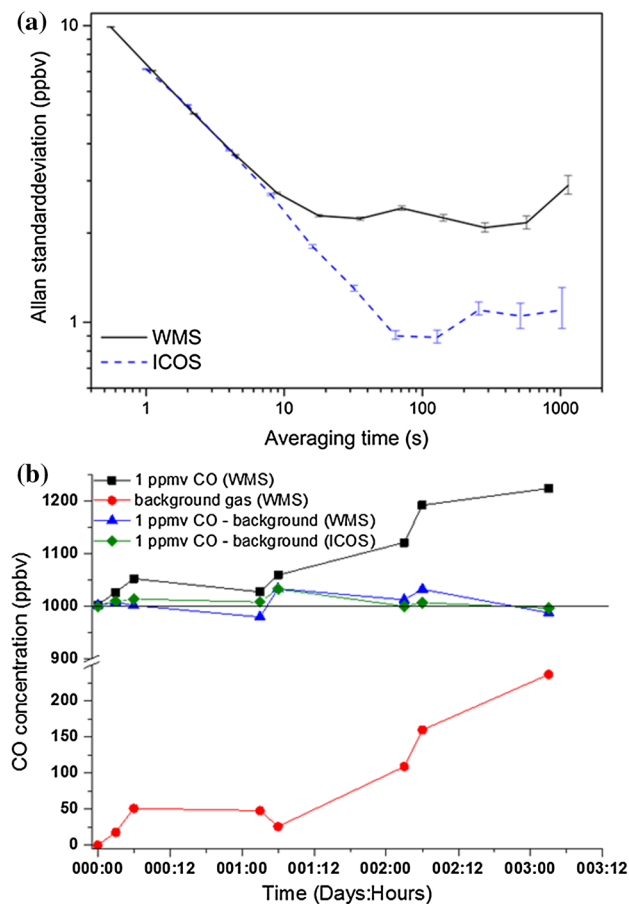 (a)
10
1
Allan standarddeviation (ppbv)
WMS
ICOS
1 10 100 1000
Averaging time (s)
(b)
1 ppmv CO (WMS)
background gas (WMS)
1 ppmv CO - background (WMS)
1 ppmv CO - background (ICOS)
1200
1100
1000
900
200
150
100
50
0
CO concentration (ppbv)
000:00 000:12 001:00 001:12 002:00 002:12 003:00 003:12
Time (Days:Hours)